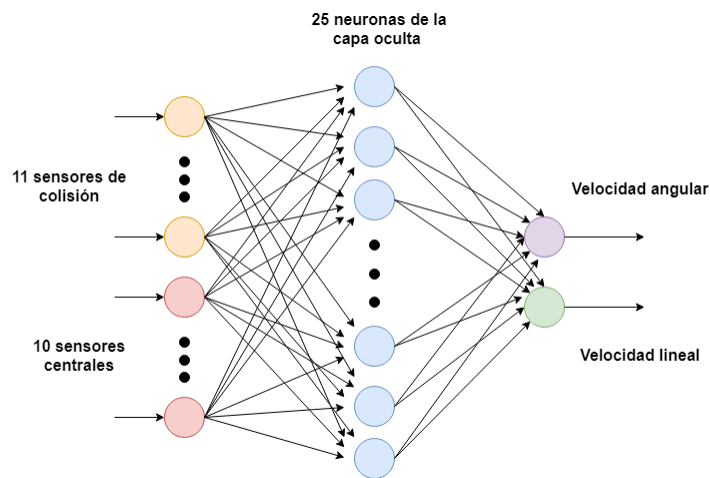 25 neuronas de la
capa oculta
11 sensores de
colisión
Velocidad angular
10 sensores
centrales
Velocidad lineal